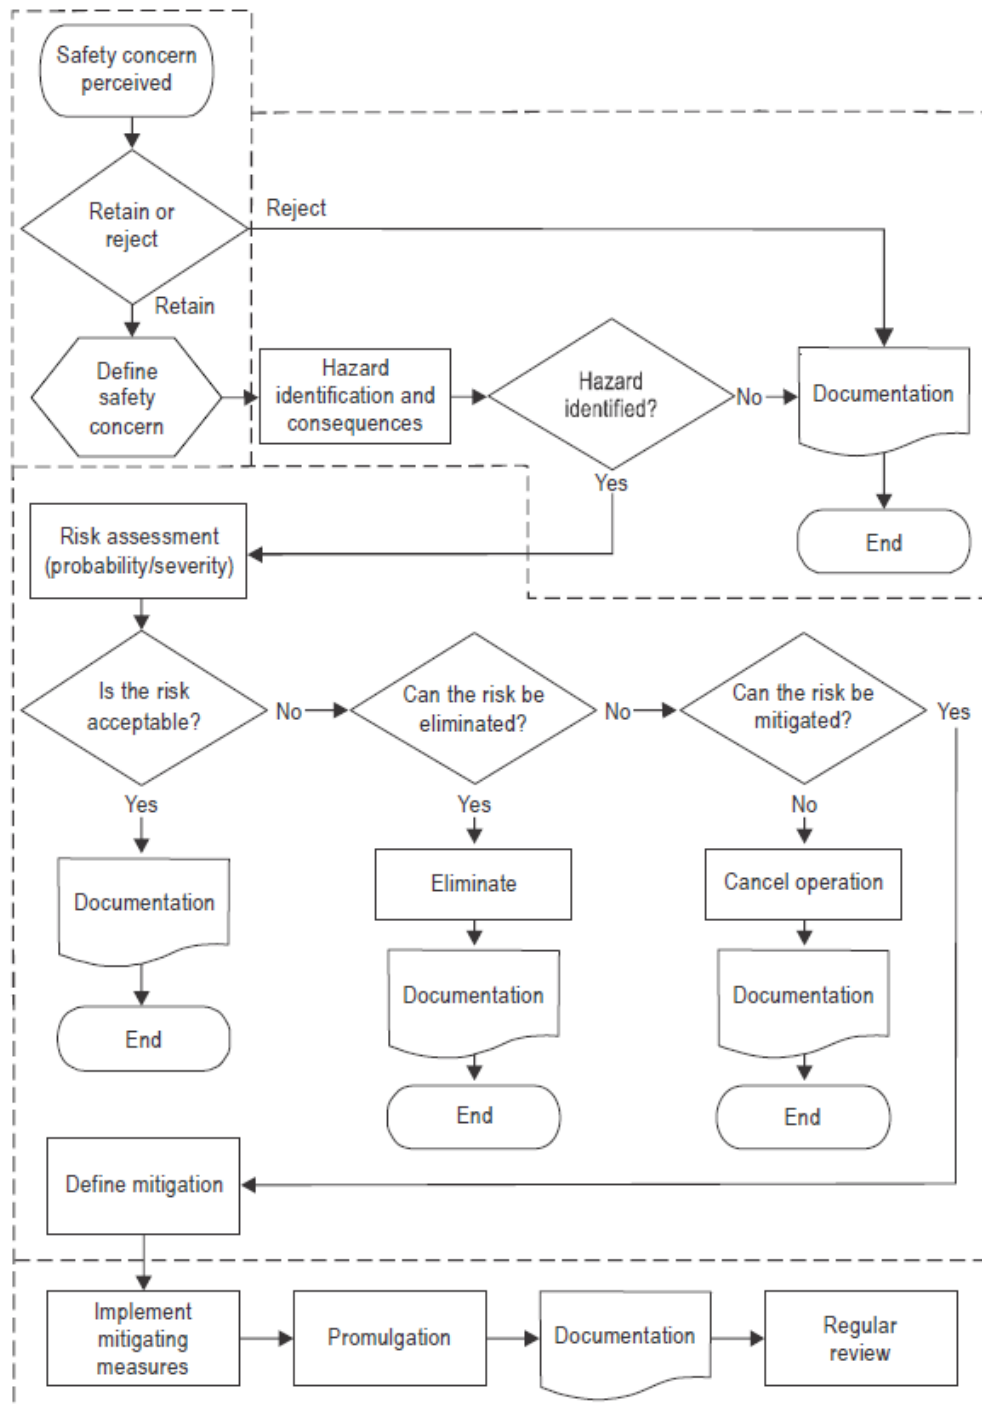 Safety concern
perceived
Retain or
reject
Reject
Retain
Define
safety
concern
Hazard
identification and
consequences
Hazard
identified?
No
Documentation
Yes
End
Risk assessment
(probability/severity)
Is the risk
acceptable?
No
Can the risk be
eliminated?
No
Can the risk be
mitigated?
Yes
Yes
Yes
No
Documentation
Eliminate
Cancel operation
End
Documentation
Documentation
End
End
Define mitigation
Implement
mitigating
measures
Promulgation
Documentation
Regular
review